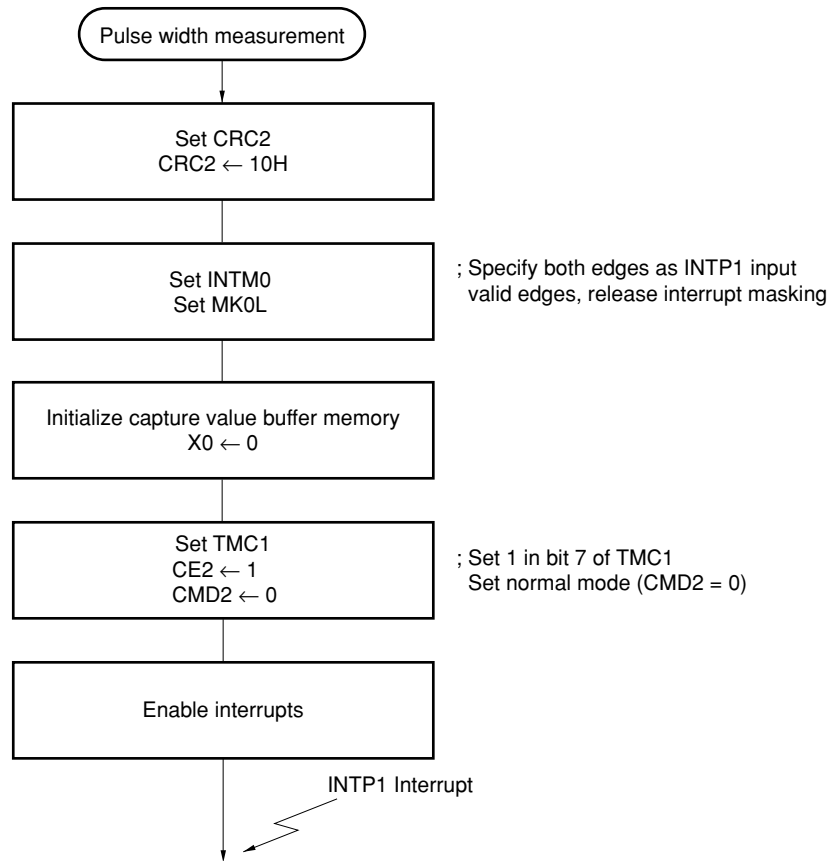 Pulse width measurement
Set CRC2
CRC2 ← 10H
Set INTM0
Set MK0L
; Specify both edges as INTP1 input
valid edges, release interrupt masking
Initialize capture value buffer memory
X0 ← 0
Set TMC1
CE2 ← 1
CMD2 ← 0
; Set 1 in bit 7 of TMC1
Set normal mode (CMD2 = 0)
Enable interrupts
INTP1 Interrupt